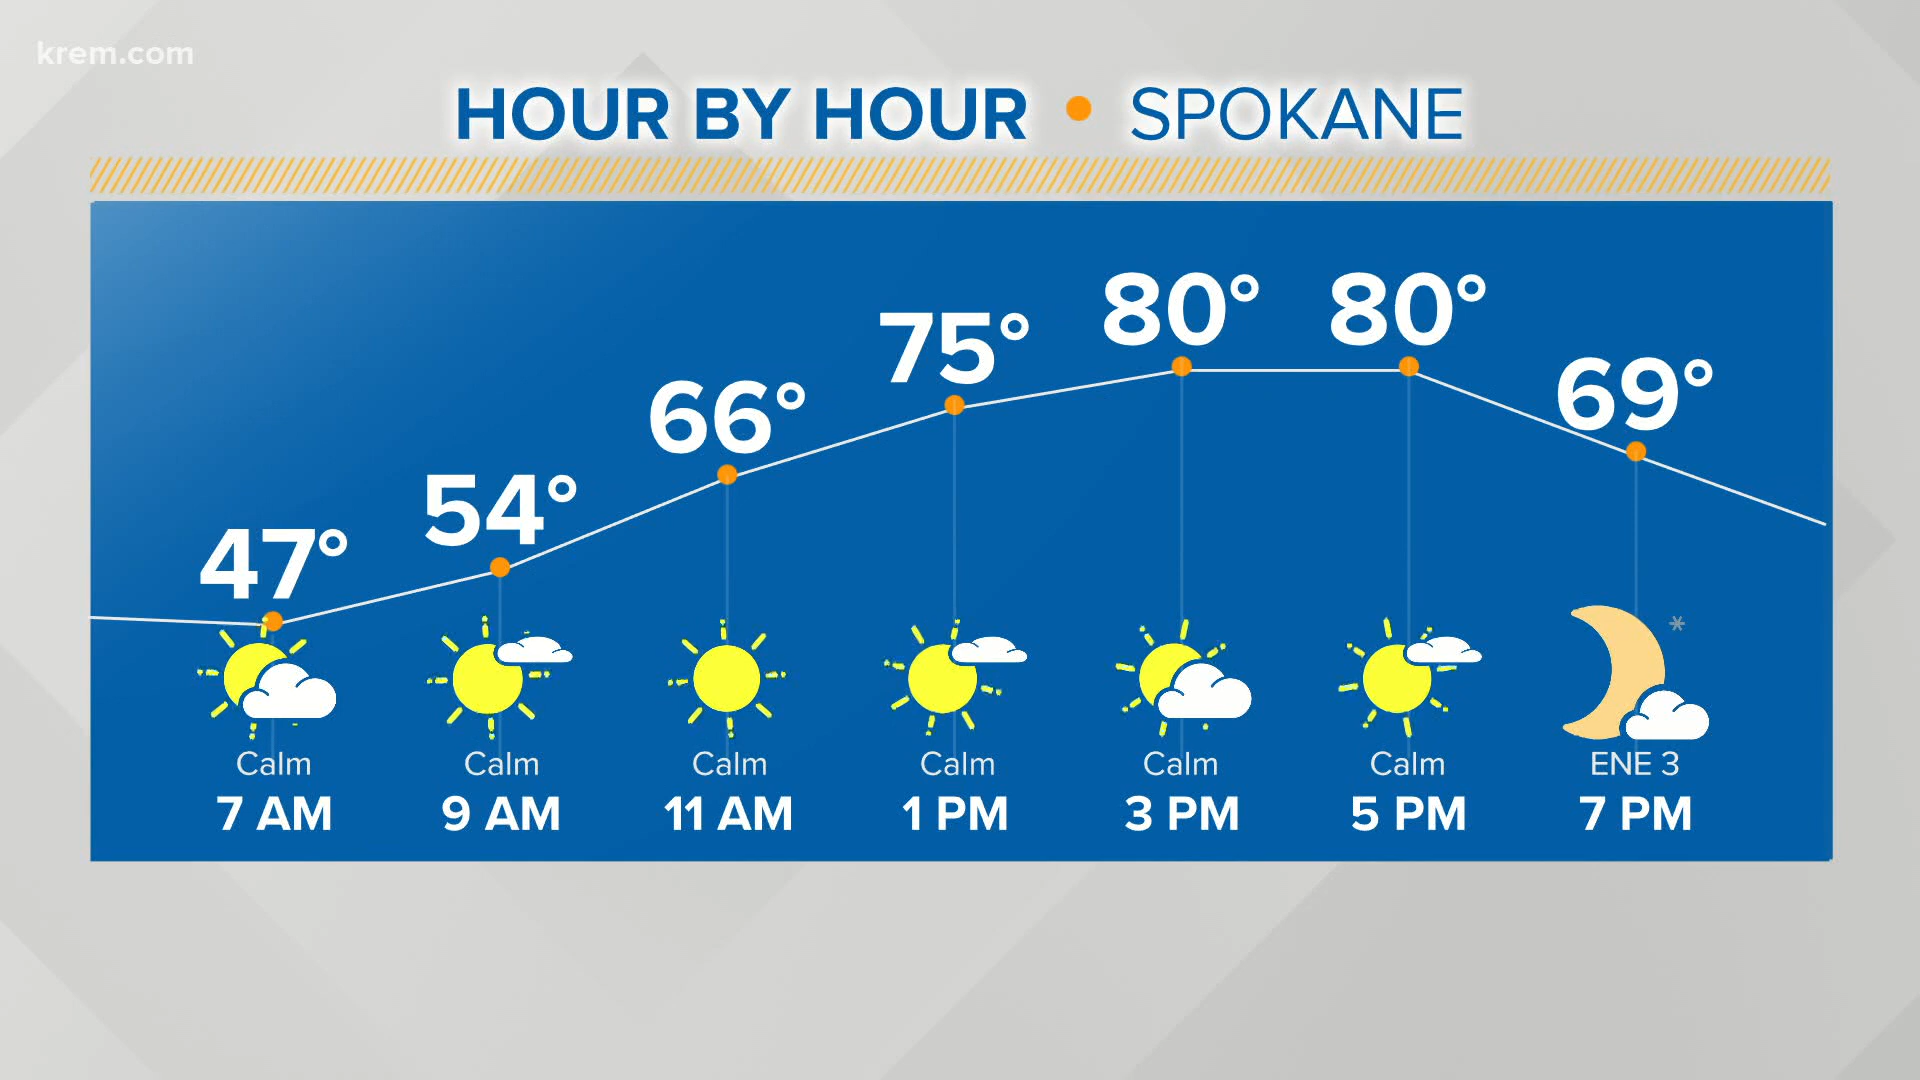 krem.com
HOUR BY HOUR • SPOKANE
47° 54° 66° 75° 80° 80° 69°
Calm Calm Calm Calm Calm Calm ENE 3
7 AM 9 AM 11 AM 1 PM 3 PM 5 PM 7 PM